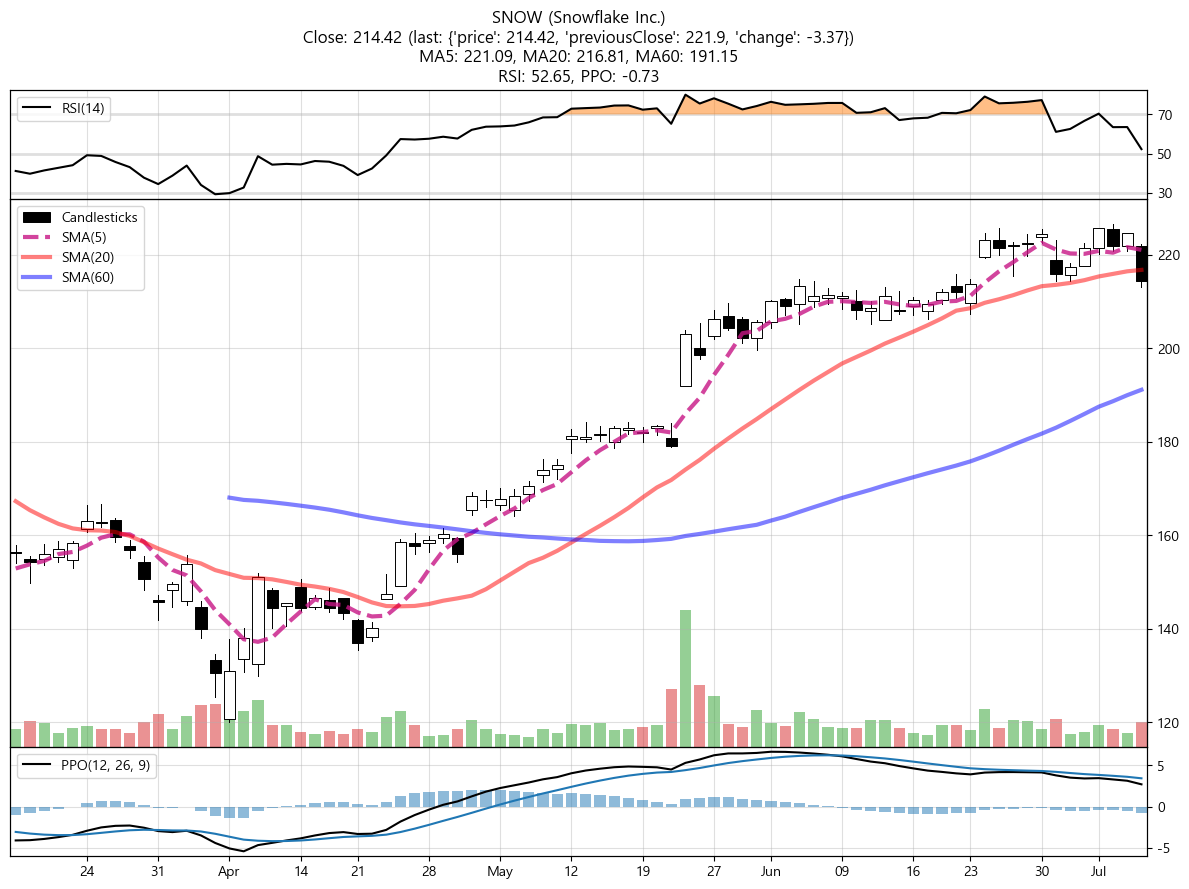 SNOW (Snowflake Inc.)
Close: 214.42 (last: {'price': 214.42, 'previousClose': 221.9, 'change': -3.37})
MA5: 221.09, MA20: 216.81, MA60: 191.15
RSI: 52.65, PPO: -0.73
RSI(14)
70
50
30
Candlesticks
SMA(5)
SMA(20)
SMA(60)
220
200
180
160
140
120
PPO(12, 26, 9)
5
0
-5
24 31 Apr 14 21 28 May 12 19 27 Jun 09 16 23 30 Jul